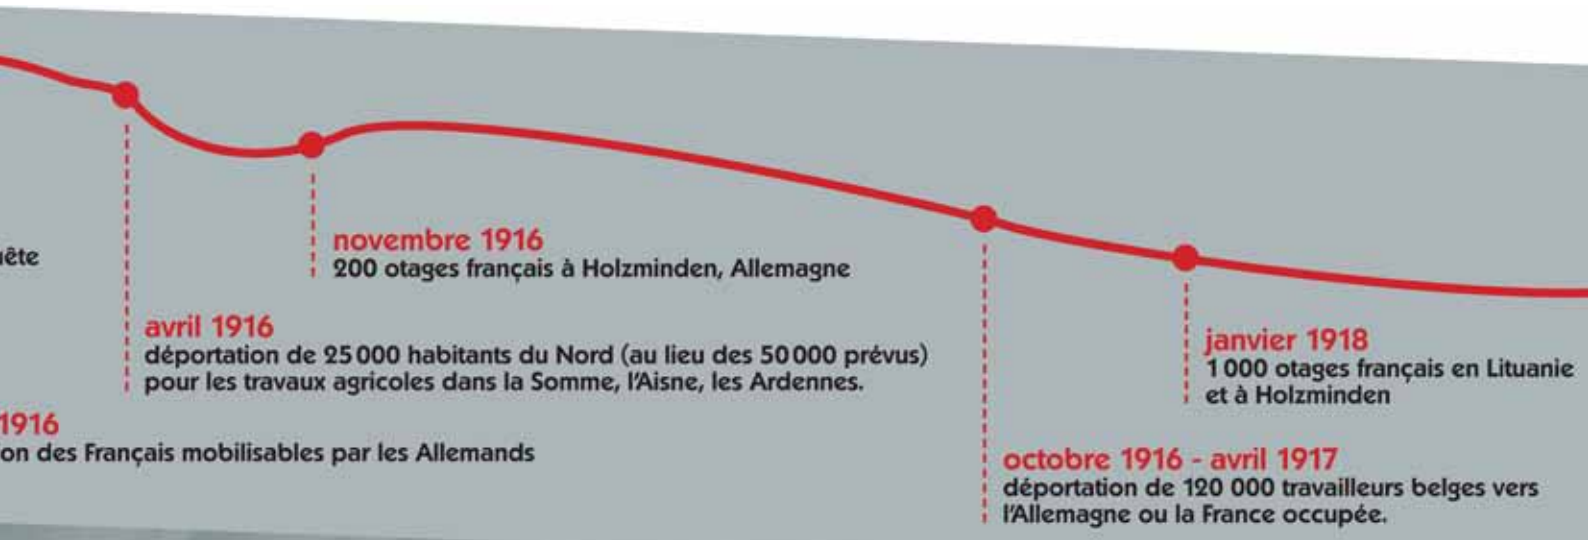 novembre 1916
200 otages français à Holzminden, Allemagne
avril 1916
déportation de 25 000 habitants du Nord (au lieu des 50 000 prévus)
pour les travaux agricoles dans la Somme, l'Aisne, les Ardennes.
1916
on des Français mobilisables par les Allemands
janvier 1918
1 000 otages français en Lituanie
et à Holzminden
octobre 1916 - avril 1917
déportation de 120 000 travailleurs belges vers
l'Allemagne ou la France occupée.